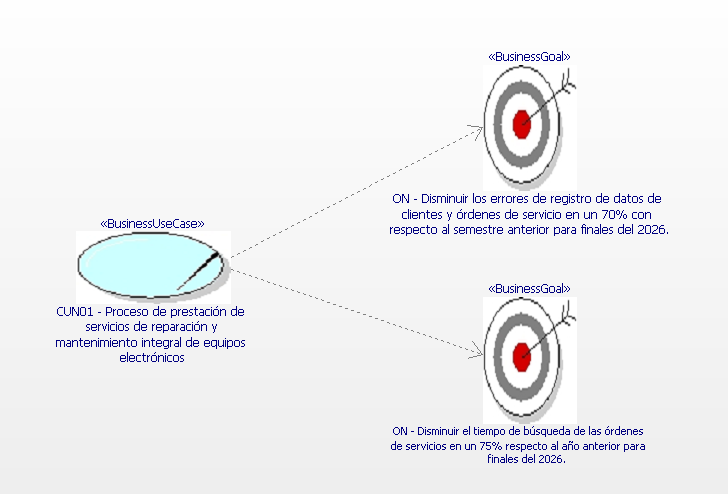 «BusinessGoal»
ON - Disminuir los errores de registro de datos de
clientes y órdenes de servicio en un 70% con
respecto al semestre anterior para finales del 2026.
«BusinessUseCase»
CUN01 - Proceso de prestación de
servicios de reparación y
mantenimiento integral de equipos
electrónicos
«BusinessGoal»
ON - Disminuir el tiempo de búsqueda de las órdenes
de servicios en un 75% respecto al año anterior para
finales del 2026.